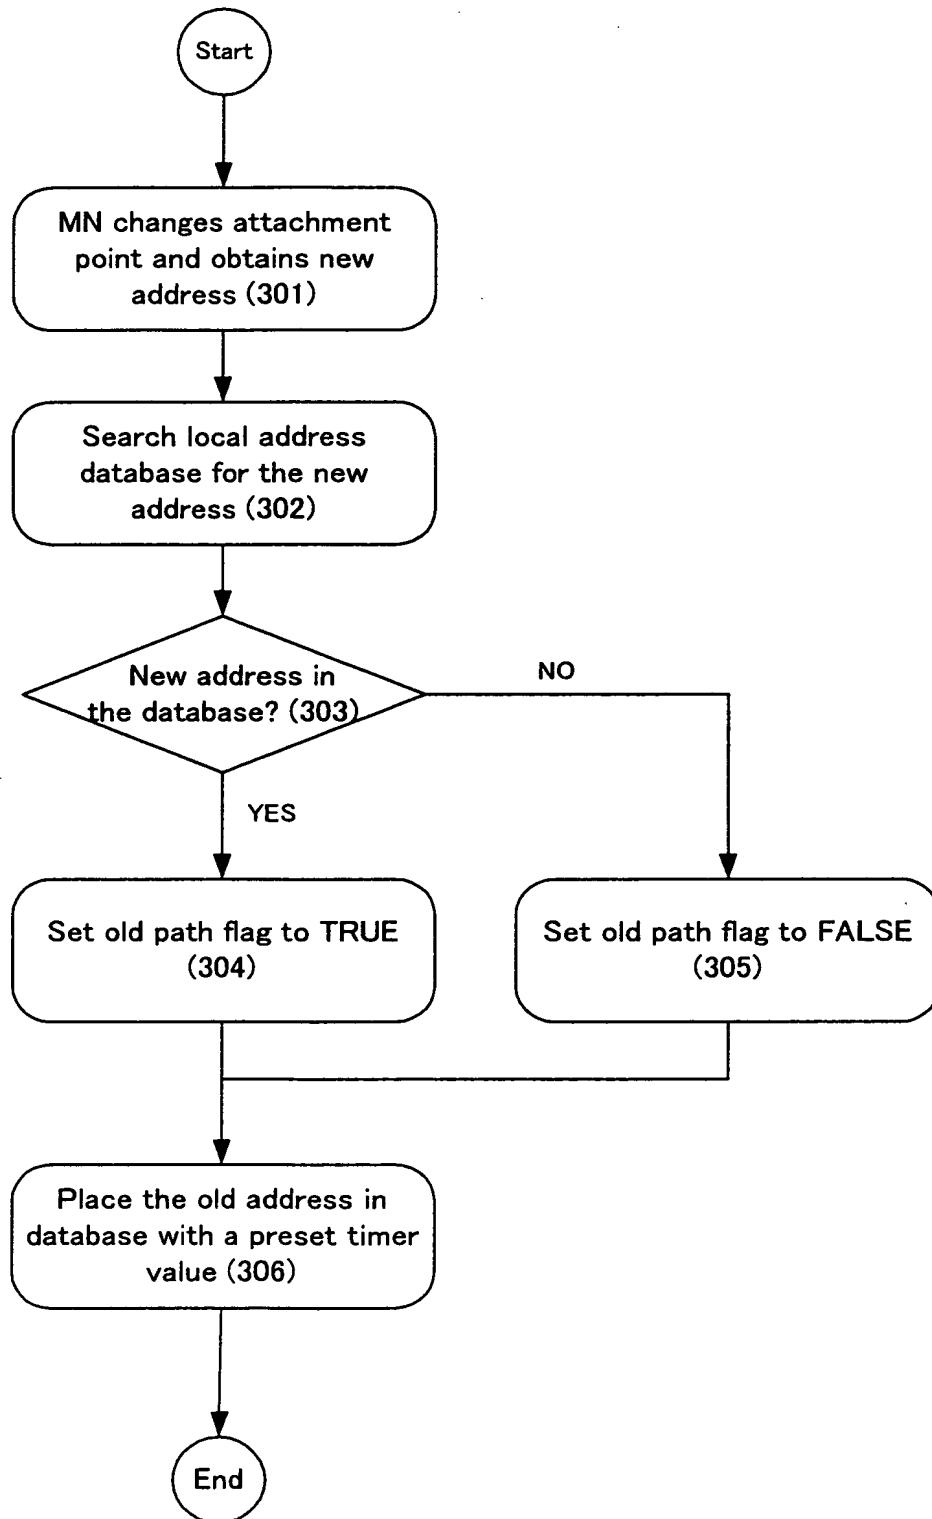 Start
MN changes attachment
point and obtains new
address (301)
Search local address
database for the new
address (302)
New address in
the database? (303)
NO
YES
Set old path flag to TRUE
(304)
Set old path flag to FALSE
(305)
Place the old address in
database with a preset timer
value (306)
End